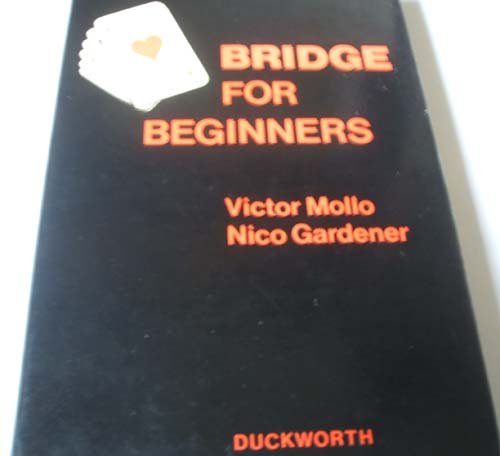 BRIDGE
FOR
BEGINNERS
Victor Mollo
Nico Gardener
DUCKWORTH